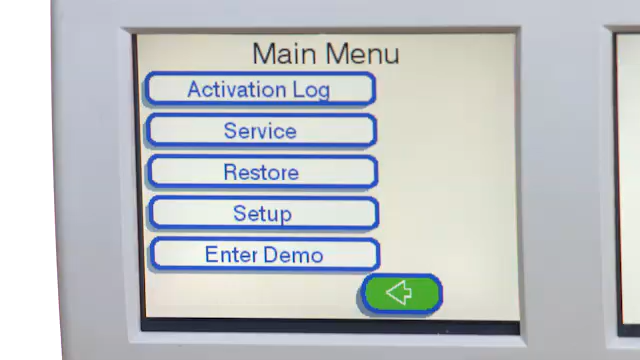 Main Menu
Activation Log
Service
Restore
Setup
Enter Demo